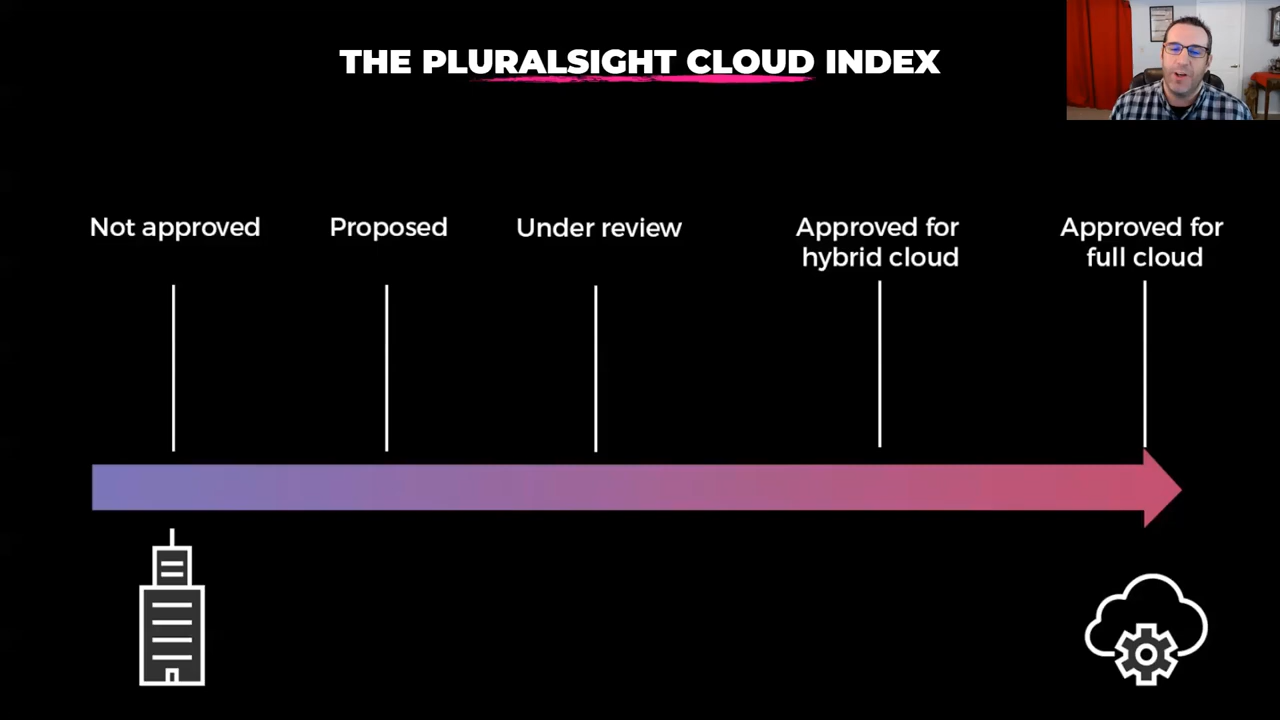 THE PLURALSIGHT CLOUD INDEX
Not approved
Proposed
Under review
Approved for
hybrid cloud
Approved for
full cloud